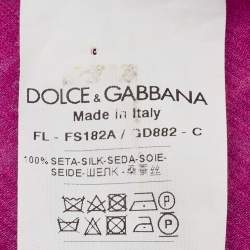 DOLCE & GABBANA
Made in Italy
FL - FS182A / GD882 - C
100% SETA-SILK-SEDA-SOIE-
SEIDE-ШЕЛК -